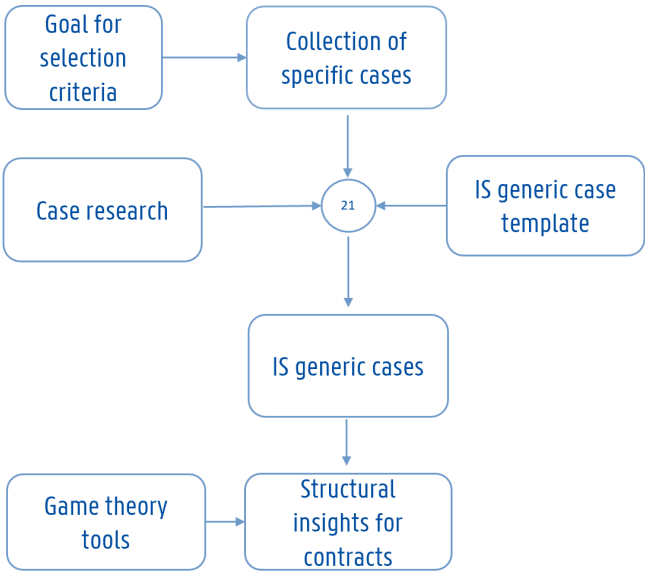 Goal for
selection
criteria
Collection of
specific cases
Case research
21
IS generic case
template
IS generic cases
Game theory
tools
Structural
insights for
contracts